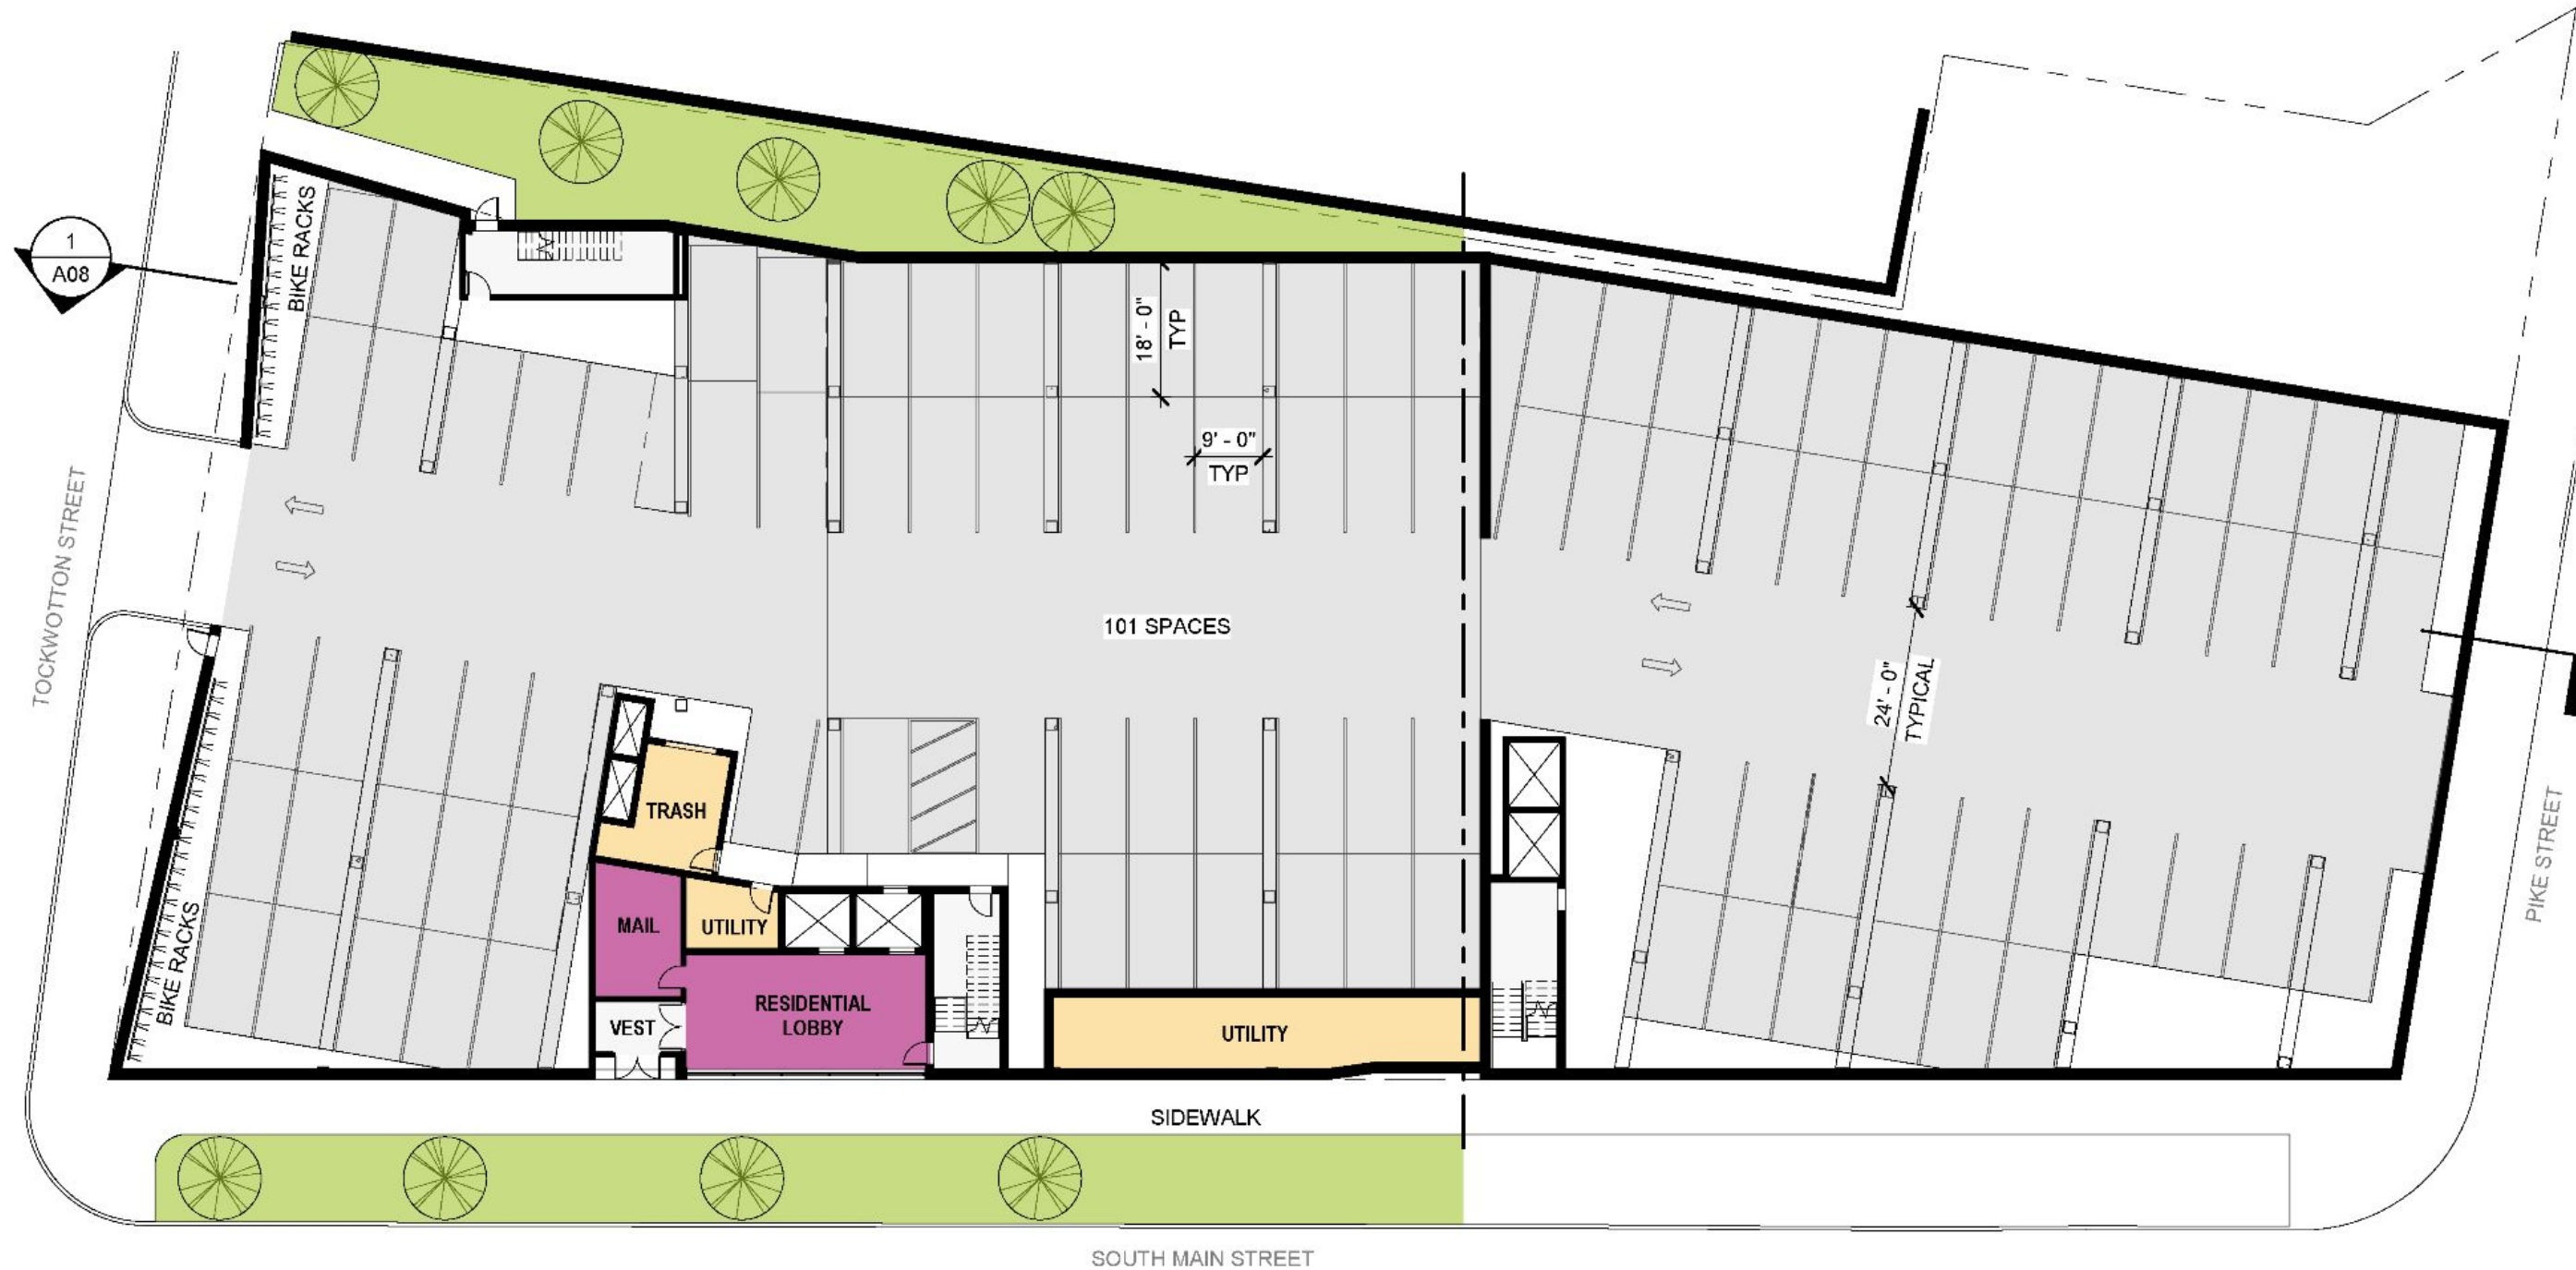 1
A08
BIKE RACKS
18' - 0"
TYP
9' - 0"
TYP
TOCKWOTTON STREET
101 SPACES
24' - 0"
TYPICAL
TRASH
PIKE STREET
BIKE RACKS
MAIL
UTILITY
RESIDENTIAL
LOBBY
VEST
UTILITY
SIDEWALK
SOUTH MAIN STREET